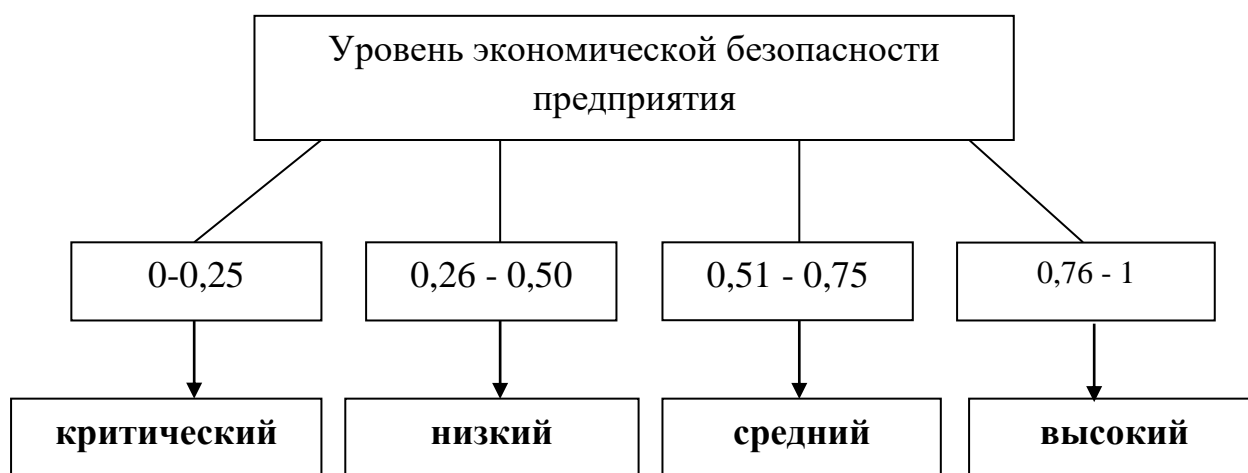 Уровень экономической безопасности
предприятия
0-0,25
0,26 - 0,50
0,51 - 0,75
0,76 - 1
критический
низкий
средний
высокий